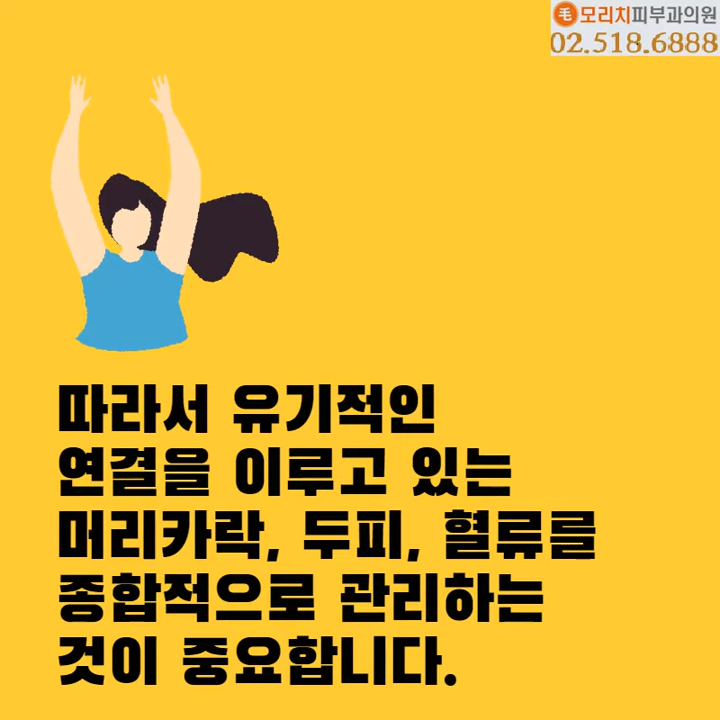 毛 모리치피부과의원
02.518.6888
따라서 유기적인
연결을 이루고 있는
머리카락, 두피, 혈류를
종합적으로 관리하는
것이 중요합니다.